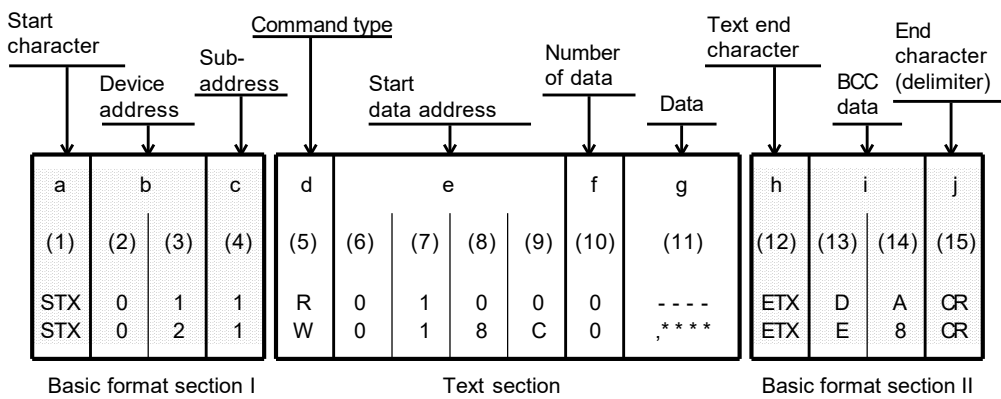 Start
character
Device
address
Sub-
address
Command type
Start
data address
Number
of data
Data
Text end
character
BCC
data
End
character
(delimiter)
a b c d e f g h i j
(1) (2) (3) (4) (5) (6) (7) (8) (9) (10) (11) (12) (13) (14) (15)
STX 0 1 1 R 0 1 0 0 0 - - - - ETX D A CR
STX 0 2 1 W 0 1 8 C 0 ,* * * * ETX E 8 CR
Basic format section I Text section Basic format section II